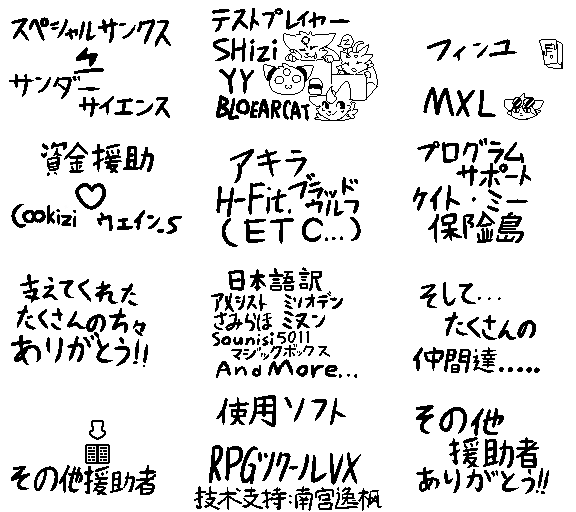 スペシャルサンクス
サンダー
サイエンス
テストプレイヤー
SHizi
YY
BLOEARCAT
フィンユ
MXL
資金援助
Cookizi ウェイン.S
アキラ
H-Fit. ブラッド
ウルフ
(ETC...)
プログラム
サポート
ケイト・ミー
保险島
支えてくれた
たくさんの方々
ありがとう!!
日本語訳
アメシスト ミリオデン
さみらほ ミヌン
Sounisi5011
マジックボックス
And More...
そして...
たくさんの
仲間達.....
その他援助者
使用ソフト
RPGツクールVX
技术支持:南宫逸枫
その他
援助者
ありがとう!!